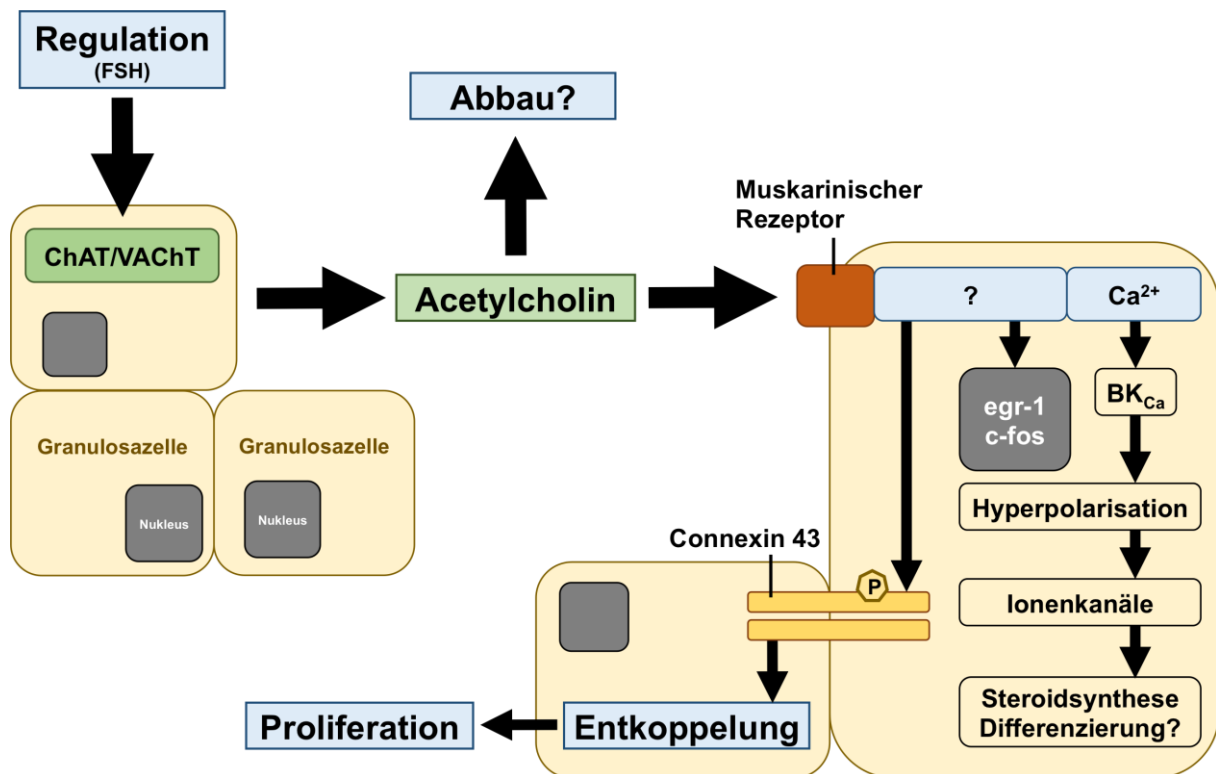 Regulation
(FSH)
Abbau?
Muskarinischer
Rezeptor
ChAT/VAChT
Acetylcholin
?
Ca²⁺
egr-1
c-fos
BKCa
Granulosazelle
Granulosazelle
Nukleus
Nukleus
Hyperpolarisation
Connexin 43
P
Ionenkanäle
Steroidsynthese
Differenzierung?
Proliferation
Entkoppelung